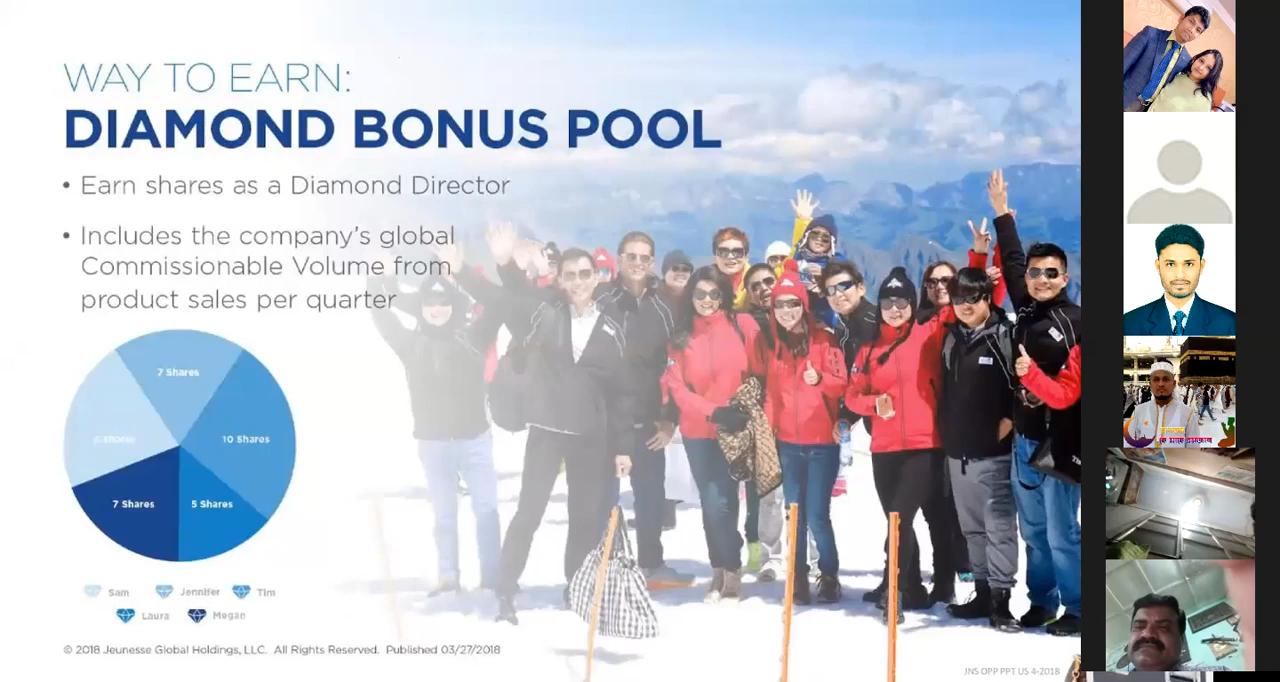 WAY TO EARN:
DIAMOND BONUS POOL
• Earn shares as a Diamond Director
• Includes the company's global
Commissionable Volume from
product sales per quarter
7 Shares
10 Shares
7 Shares
5 Shares
Sam
Jennifer
Tim
Laura
Megan
© 2018 Jeunesse Global Holdings, LLC. All Rights Reserved. Published 03/27/2018
JNS OPP PPT US 4-2018